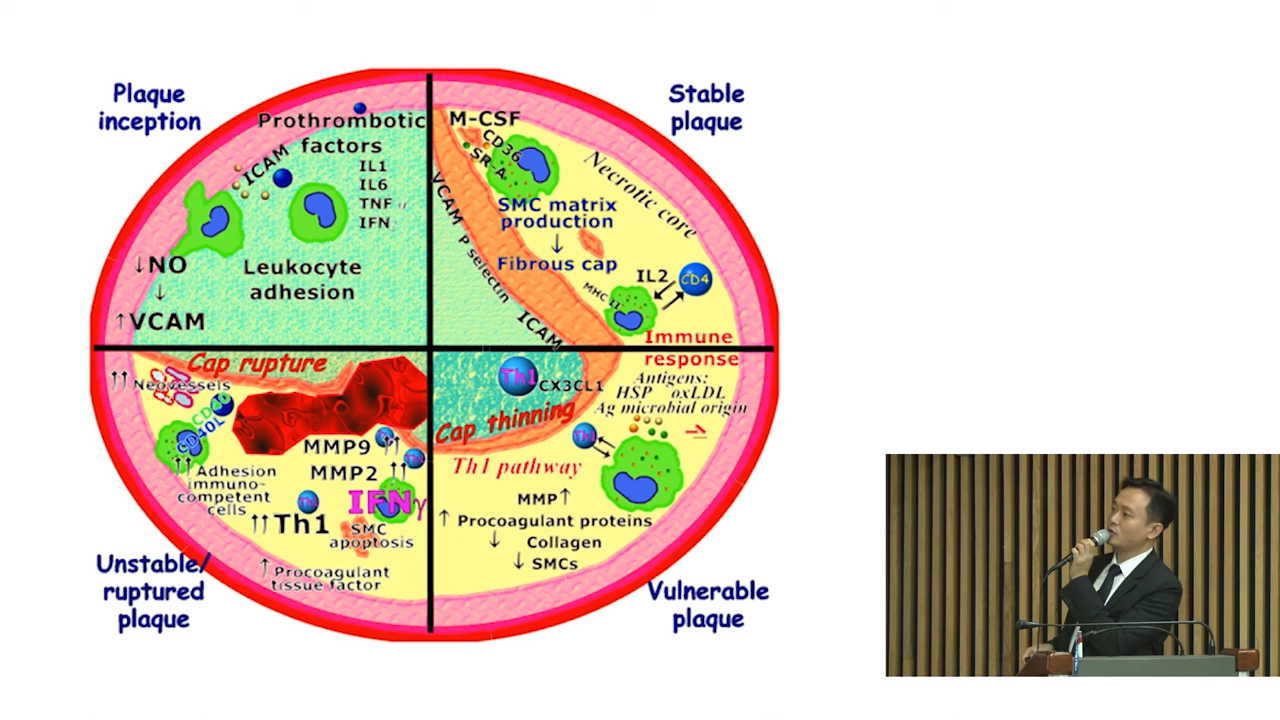 Plaque
inception
Prothrombotic
factors
ICAM
IL1
IL6
TNF
IFN
↓NO
↓
↑VCAM
Leukocyte
adhesion
Stable
plaque
M-CSF
CD36
SR-A
Necrotic core
VCAM P selectin ICAM
SMC matrix
production
↓
Fibrous cap
IL2
CD4
MHC II
Immune
response
Cap rupture
↑↑ Neovessels
CD40
CD40L
MMP9 ↑↑
MMP2 ↑↑
↑↑ Adhesion
immuno-
competent
cells
IFNγ
Th1
↑↑Th1
SMC
apoptosis
↑ Procoagulant
tissue factor
Unstable/
ruptured
plaque
Th1
CX3CL1
Cap thinning
Antigens:
HSP oxLDL
Ag microbial origin
Th1
Th1 pathway
MMP↑
↑ Procoagulant proteins
↓ Collagen
↓ SMCs
Vulnerable
plaque